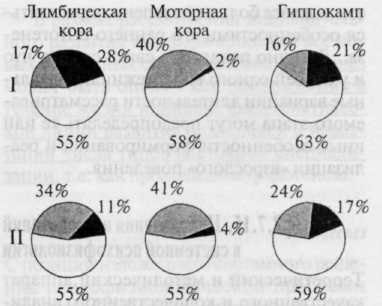 Лимбическая Моторная Гиппокамп
кора кора
17% 28% 40% 2% 16% 21%
I
55% 58% 63%
34% 11% 41% 4% 24% 17%
II
55% 55% 59%